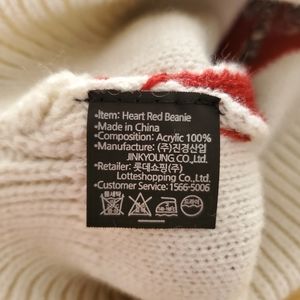 •Item: Heart Red Beanie
•Made in China
•Composition: Acrylic 100%
•Manufacture: (주)진경산업
JINKYOUNG CO.,Ltd.
•Retailer: 롯데쇼핑(주)
Lotteshopping CO.,Ltd
•Customer Service: 1566-5006